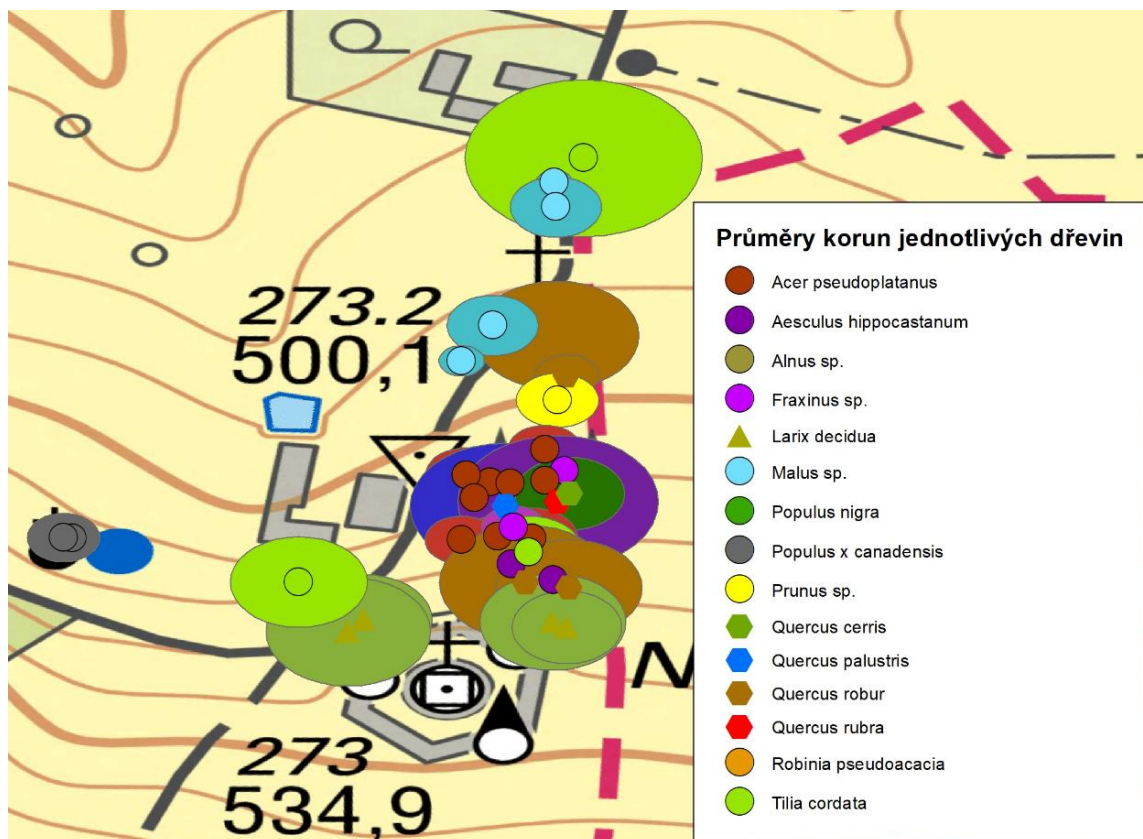 273.2
500,1
Průměry korun jednotlivých dřevin
Acer pseudoplatanus
Aesculus hippocastanum
Alnus sp.
Fraxinus sp.
Larix decidua
Malus sp.
Populus nigra
Populus x canadensis
Prunus sp.
Quercus cerris
Quercus palustris
Quercus robur
Quercus rubra
Robinia pseudoacacia
Tilia cordata
N
273
534,9